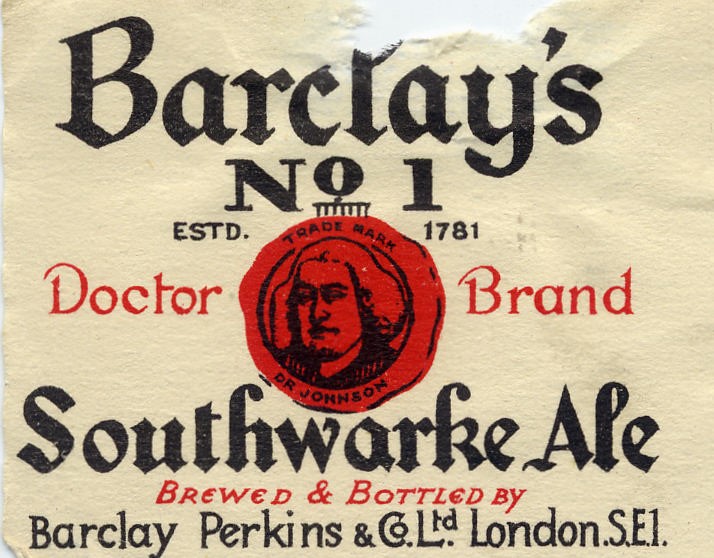 Barclay's
No 1
ESTD. 1781
TRADE MARK
Doctor Brand
DR JOHNSON
Southwarke Ale
BREWED & BOTTLED BY
Barclay Perkins & Co. Ltd London. S.E.1.